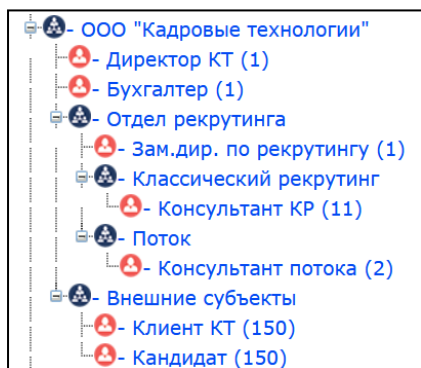 - ООО "Кадровые технологии"
- Директор КТ (1)
- Бухгалтер (1)
- Отдел рекрутинга
- Зам.дир. по рекрутингу (1)
- Классический рекрутинг
- Консультант КР (11)
- Поток
- Консультант потока (2)
- Внешние субъекты
- Клиент КТ (150)
- Кандидат (150)